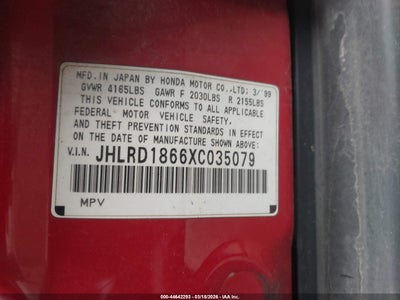 MFD.IN JAPAN BY HONDA MOTOR CO.,LTD; 3/'99
GVWR 4165LBS GAWR F 2030LBS R 2155LBS
THIS VEHICLE CONFORMS TO ALL APPLICABLE
FEDERAL MOTOR VEHICLE SAFETY,
AND THEFT PREVENTION STANDARDS IN EFFECT
ON THE DATE OF MANUFACTURE SHOWN ABOVE.
V.I.N. JHLRD1866XC035079
MPV
000-44642293 - 03/18/2026 - IAA Inc.